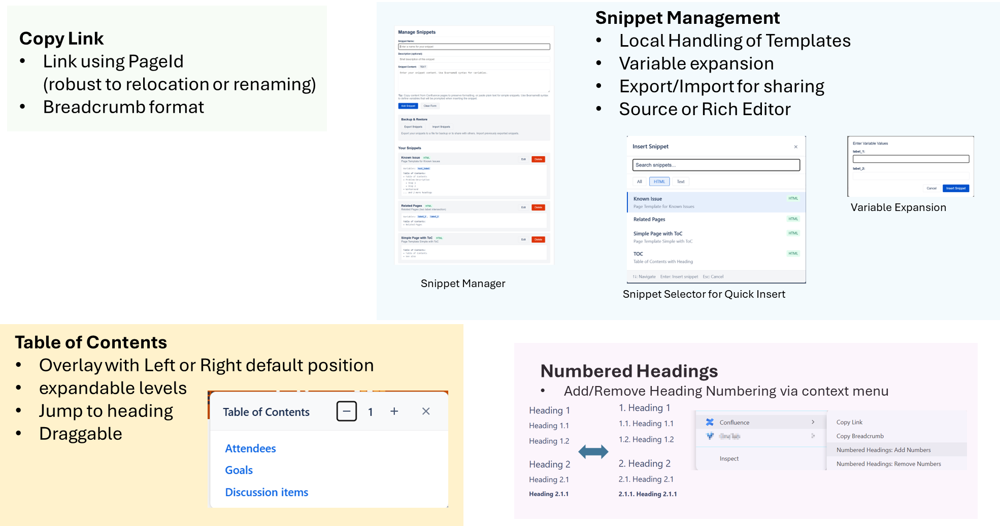 Copy Link
• Link using PageId
(robust to relocation or renaming)
• Breadcrumb format
Snippet Management
• Local Handling of Templates
• Variable expansion
• Export/Import for sharing
• Source or Rich Editor
Manage Snippets
Snippet Name:
Enter a name for your snippet
Description (optional):
Brief description of this snippet
Snippet Content: TEXT
Enter your snippet content. Use $varname$ syntax for variables.
Tip: Copy content from Confluence pages to preserve formatting, or paste plain text for simple snippets. Use $varname$ syntax
to define variables that will be prompted when inserting the snippet.
Add Snippet Clear Form
Backup & Restore
Export Snippets Import Snippets
Export your snippets to a file for backup or to share with others. Import previously exported snippets.
Your Snippets
Known Issue HTML Edit Delete
Page Template for Known Issues
Variables:
Table of Contents:
• Table of Contents
• Problem Description
• Step 1
• Step 2
• Workaround
... and 2 more headings
Related Pages HTML Edit Delete
Related Pages (two label intersection)
Variables: label_1, label_2
Table of Contents:
• Related Pages
Simple Page with ToC HTML Edit Delete
Page Template Simple with ToC
Table of Contents:
• Table of Contents
• See also
Snippet Manager
Insert Snippet ×
Search snippets...
All HTML Text
Known Issue HTML
Page Template for Known Issues
Related Pages HTML
Simple Page with ToC HTML
Page Template Simple with ToC
TOC HTML
Table of Contents with Heading
↑↓: Navigate Enter: Insert snippet Esc: Cancel
Snippet Selector for Quick Insert
Enter Variable Values
label_1:
label_2:
Cancel Insert Snippet
Variable Expansion
Table of Contents
• Overlay with Left or Right default position
• expandable levels
• Jump to heading
• Draggable
Table of Contents − 1 + ×
Attendees
Goals
Discussion items
Numbered Headings
• Add/Remove Heading Numbering via context menu
Heading 1
Heading 1.1
Heading 1.2
Heading 2
Heading 2.1
Heading 2.1.1
1. Heading 1
1.1. Heading 1.1
1.2. Heading 1.2
2. Heading 2
2.1. Heading 2.1
2.1.1. Heading 2.1.1
Confluence >
Inspect
Copy Link
Copy Breadcrumb
Numbered Headings: Add Numbers
Numbered Headings: Remove Numbers